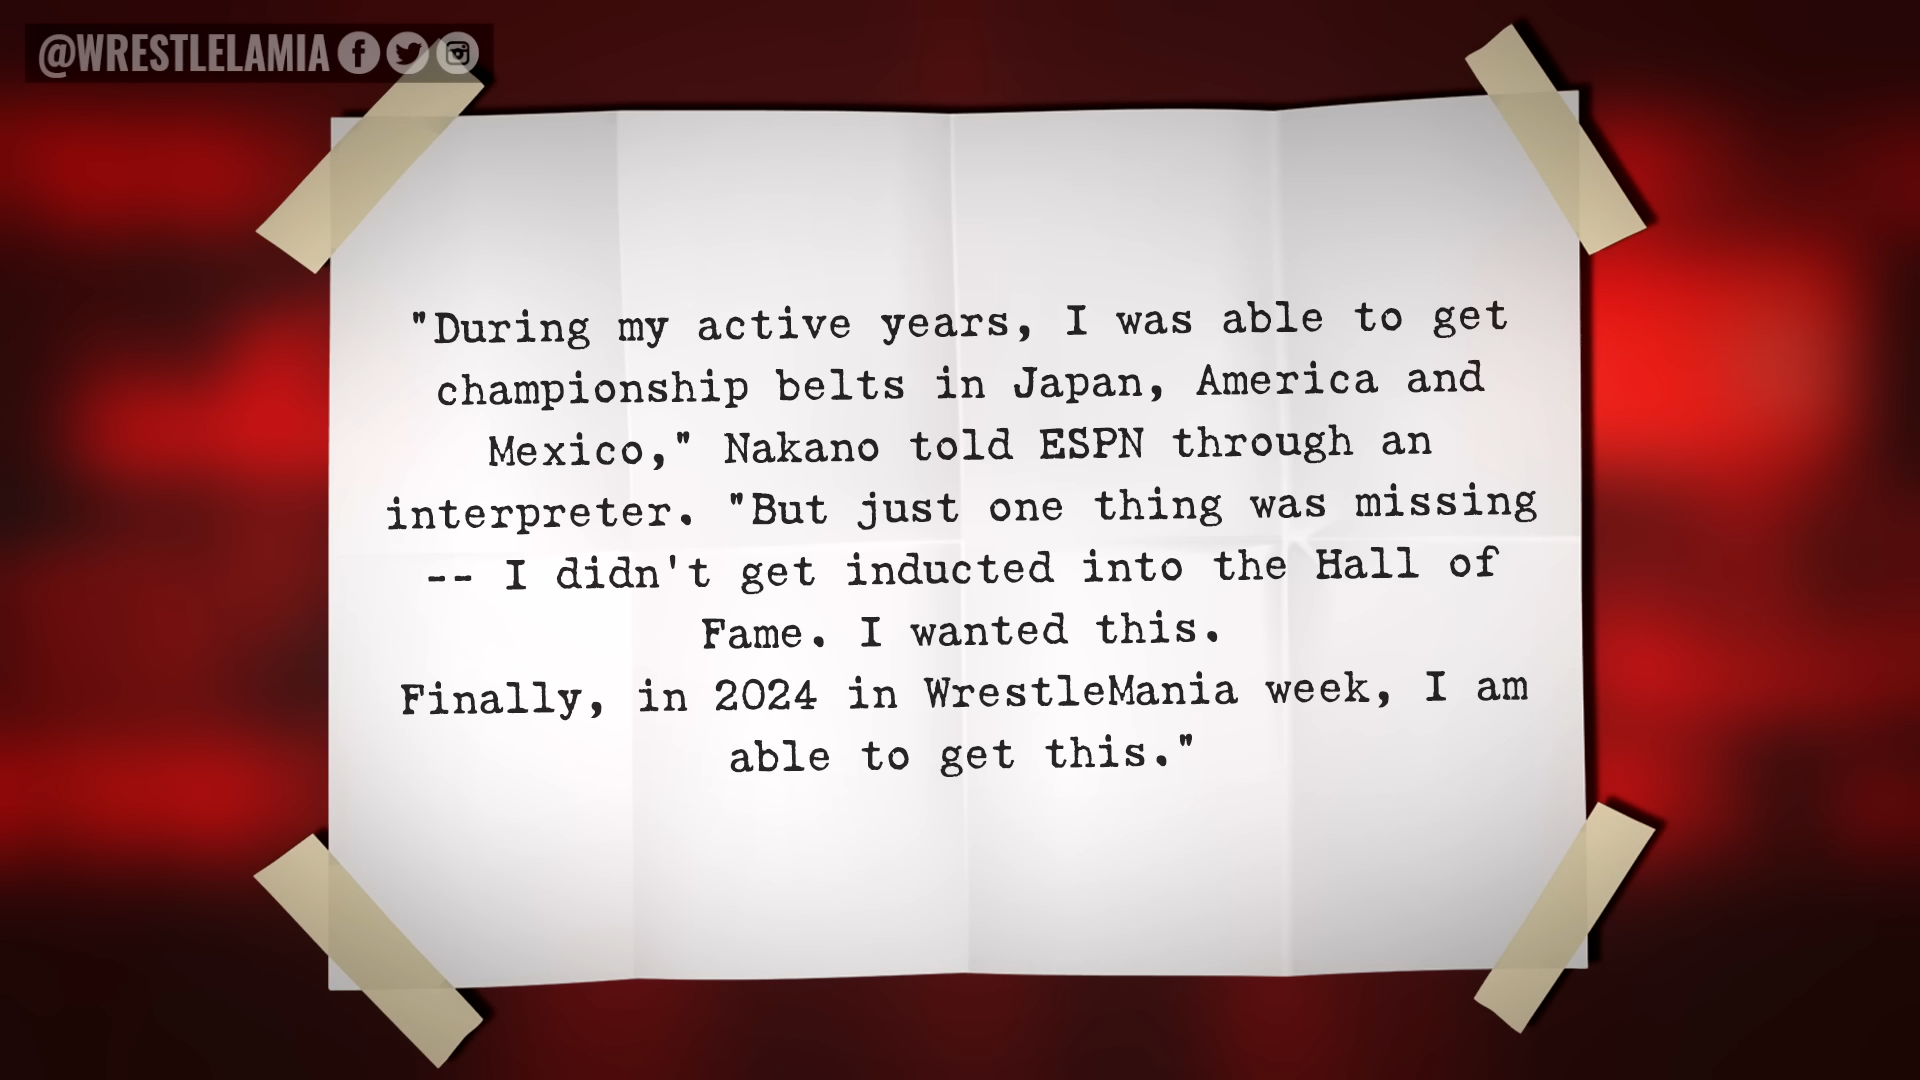 @WRESTLELAMIA
"During my active years, I was able to get
championship belts in Japan, America and
Mexico," Nakano told ESPN through an
interpreter. "But just one thing was missing
-- I didn't get inducted into the Hall of
Fame. I wanted this.
Finally, in 2024 in WrestleMania week, I am
able to get this."